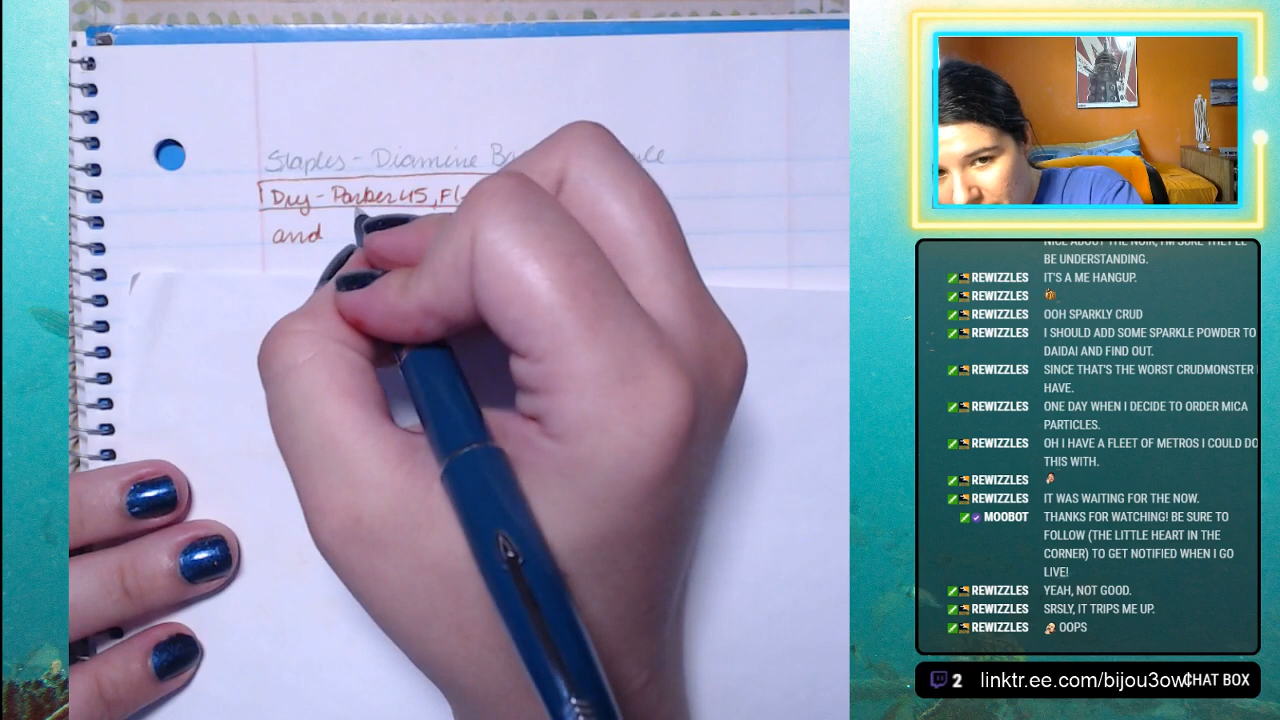 Staples - Diamine
Dry - Parker 45, Fl
and
NICE ABOUT THE NOIR, I'M SURE THEY'LL
BE UNDERSTANDING.
REWIZZLES IT'S A ME HANGUP.
REWIZZLES
REWIZZLES OOH SPARKLY CRUD
REWIZZLES I SHOULD ADD SOME SPARKLE POWDER TO
DAIDAI AND FIND OUT.
REWIZZLES SINCE THAT'S THE WORST CRUDMONSTER I
HAVE.
REWIZZLES ONE DAY WHEN I DECIDE TO ORDER MICA
PARTICLES.
REWIZZLES OH I HAVE A FLEET OF METROS I COULD DO
THIS WITH.
REWIZZLES
REWIZZLES IT WAS WAITING FOR THE NOW.
MOOBOT THANKS FOR WATCHING! BE SURE TO
FOLLOW (THE LITTLE HEART IN THE
CORNER) TO GET NOTIFIED WHEN I GO
LIVE!
REWIZZLES YEAH, NOT GOOD.
REWIZZLES SRSLY, IT TRIPS ME UP.
REWIZZLES OOPS
2 linktr.ee.com/bijou3owl CHAT BOX